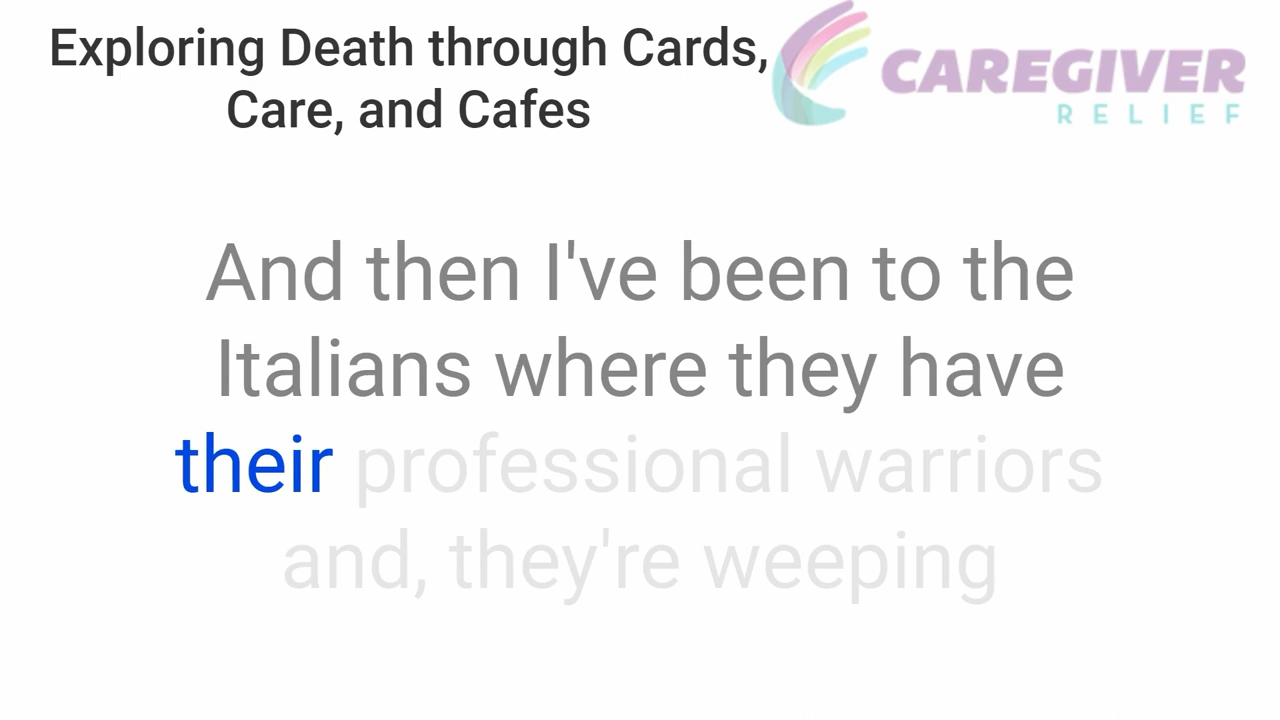 Exploring Death through Cards,
Care, and Cafes
CAREGIVER
RELIEF
And then I've been to the
Italians where they have
their professional warriors
and, they're weeping